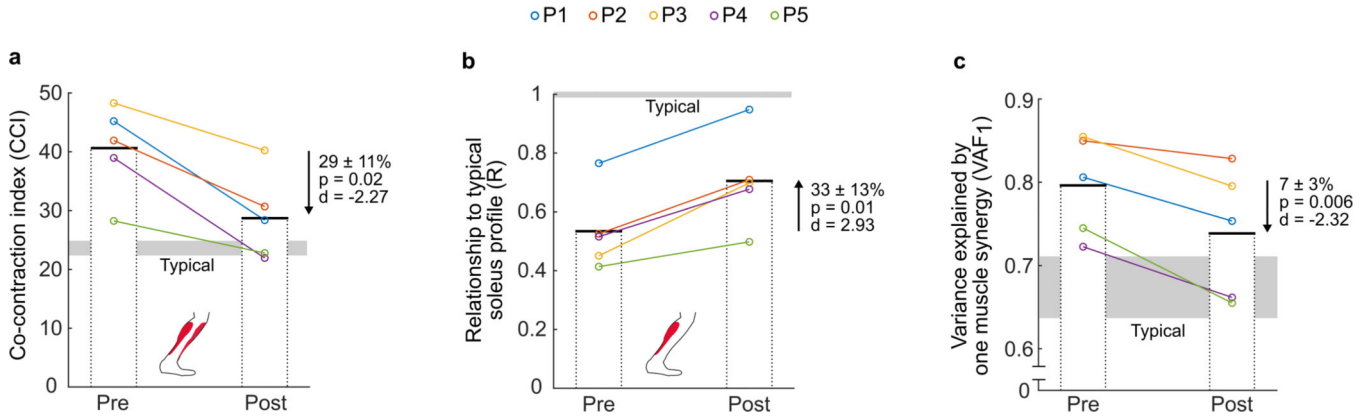 P1 P2 P3 P4 P5
a
Co-contraction index (CCI)
50
40
30
20
10
0
Typical
29 ± 11%
p = 0.02
d = -2.27
Pre Post
b
Relationship to typical
soleus profile (R)
1
0.8
0.6
0.4
0.2
0
Typical
33 ± 13%
p = 0.01
d = 2.93
Pre Post
c
Variance explained by
one muscle synergy (VAF1)
0.9
0.8
0.7
0.6
0
Typical
7 ± 3%
p = 0.006
d = -2.32
Pre Post